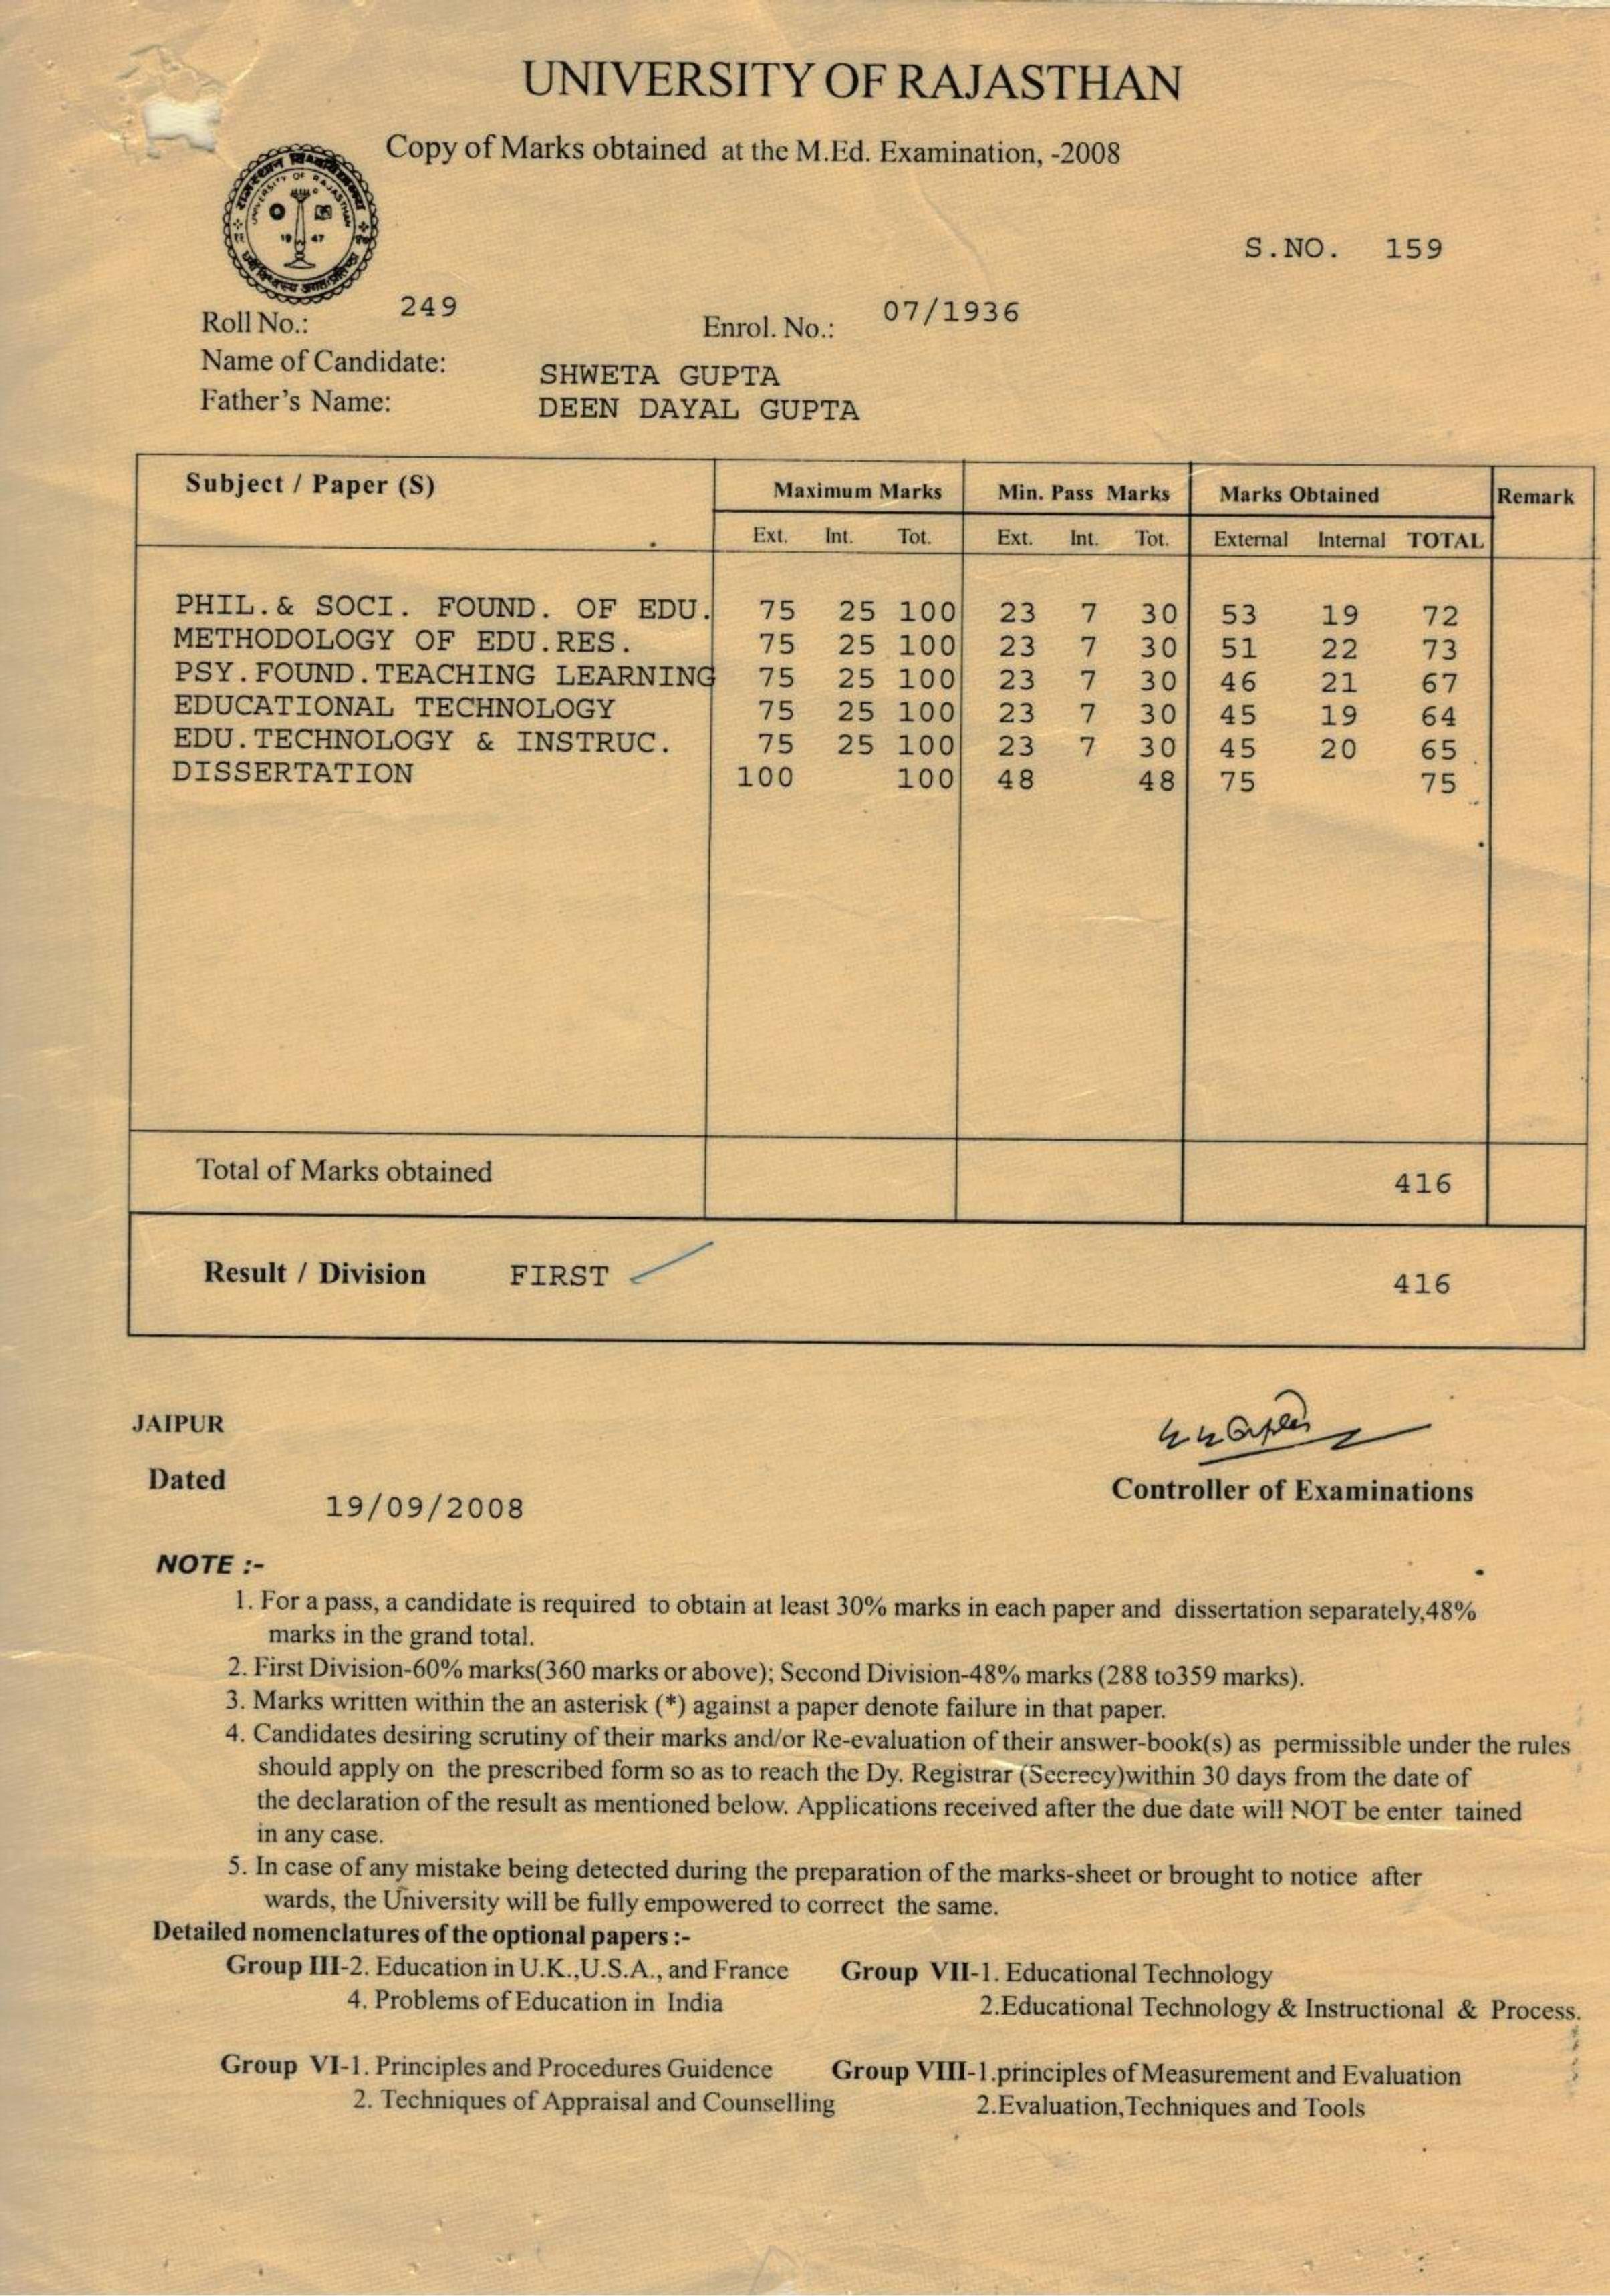 UNIVERSITY OF RAJASTHAN
Copy of Marks obtained at the M.Ed. Examination, -2008
S.NO. 159
Roll No.: 249 Enrol. No.: 07/1936
Name of Candidate: SHWETA GUPTA
Father's Name: DEEN DAYAL GUPTA
Subject / Paper (S) Maximum Marks Min. Pass Marks Marks Obtained Remark
Ext. Int. Tot. Ext. Int. Tot. External Internal TOTAL
PHIL.& SOCI. FOUND. OF EDU. 75 25 100 23 7 30 53 19 72
METHODOLOGY OF EDU.RES. 75 25 100 23 7 30 51 22 73
PSY.FOUND.TEACHING LEARNING 75 25 100 23 7 30 46 21 67
EDUCATIONAL TECHNOLOGY 75 25 100 23 7 30 45 19 64
EDU.TECHNOLOGY & INSTRUC. 75 25 100 23 7 30 45 20 65
DISSERTATION 100 100 48 48 75 75
Total of Marks obtained 416
Result / Division FIRST 416
JAIPUR
Dated
19/09/2008
Controller of Examinations
NOTE :-
1. For a pass, a candidate is required to obtain at least 30% marks in each paper and dissertation separately,48%
marks in the grand total.
2. First Division-60% marks(360 marks or above); Second Division-48% marks (288 to359 marks).
3. Marks written within the an asterisk (*) against a paper denote failure in that paper.
4. Candidates desiring scrutiny of their marks and/or Re-evaluation of their answer-book(s) as permissible under the rules
should apply on the prescribed form so as to reach the Dy. Registrar (Secrecy)within 30 days from the date of
the declaration of the result as mentioned below. Applications received after the due date will NOT be enter tained
in any case.
5. In case of any mistake being detected during the preparation of the marks-sheet or brought to notice after
wards, the University will be fully empowered to correct the same.
Detailed nomenclatures of the optional papers :-
Group III-2. Education in U.K.,U.S.A., and France Group VII-1. Educational Technology
4. Problems of Education in India 2.Educational Technology & Instructional & Process.
Group VI-1. Principles and Procedures Guidence Group VIII-1.principles of Measurement and Evaluation
2. Techniques of Appraisal and Counselling 2.Evaluation,Techniques and Tools